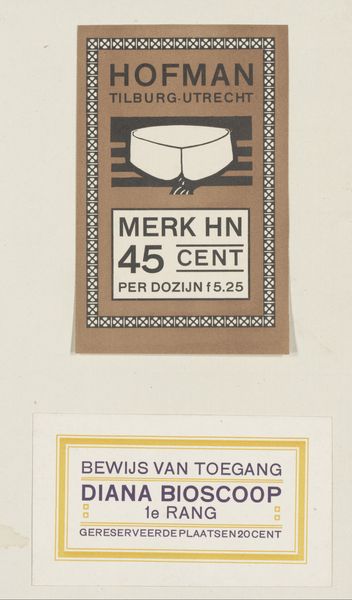 HOFMAN
TILBURG-UTRECHT
MERK HN
45 CENT
PER DOZIJN f 5.25
BEWIJS VAN TOEGANG
DIANA BIOSCOOP
1e RANG
GERESERVEERDE PLAATSEN 20 CENT